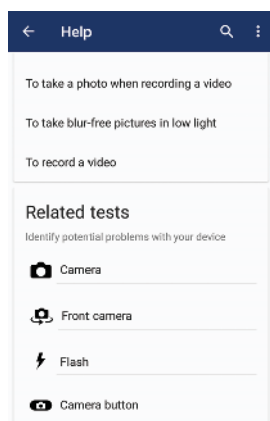 Help
To take a photo when recording a video
To take blur-free pictures in low light
To record a video
Related tests
Identify potential problems with your device
Camera
Front camera
Flash
Camera button